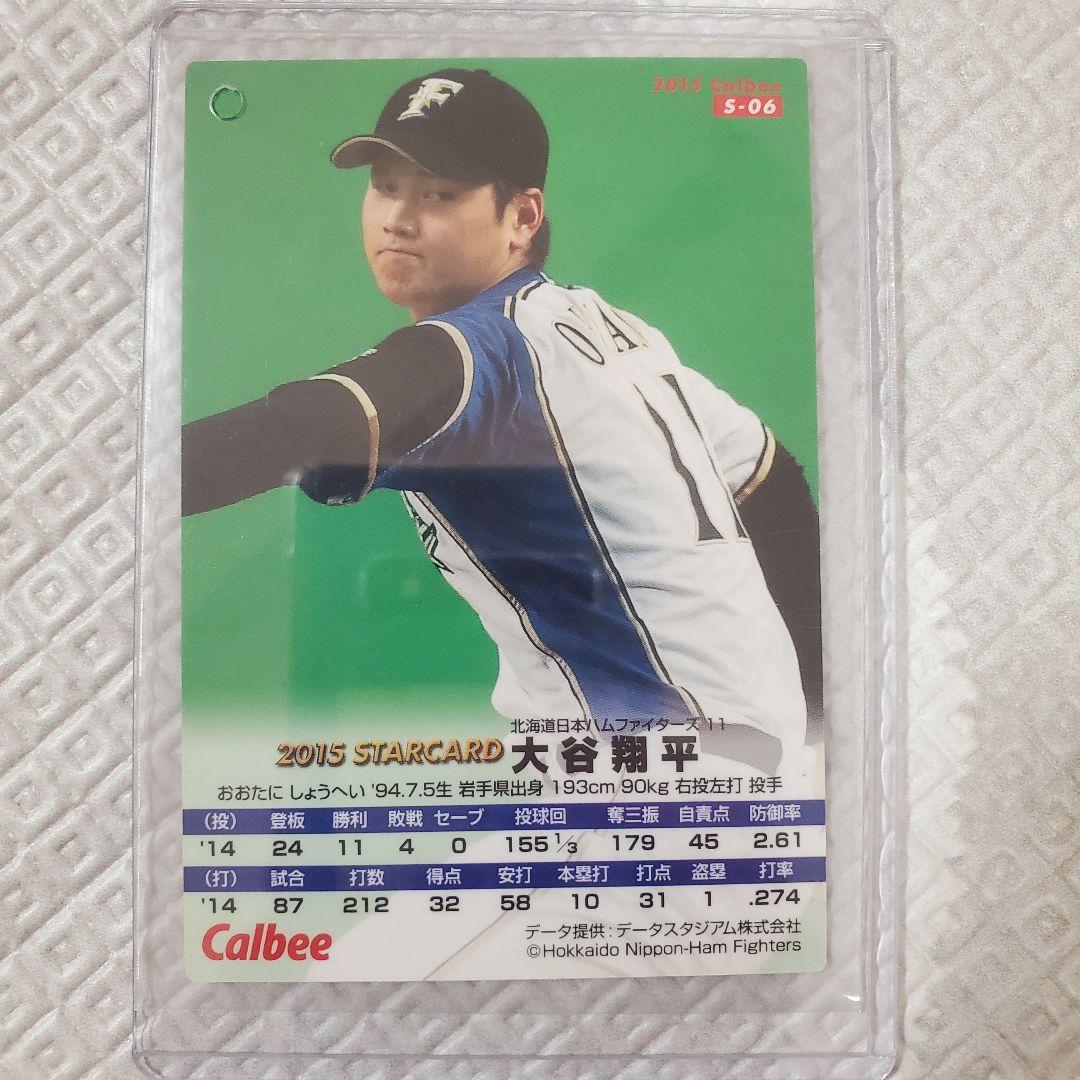 2015 Calbee
S-06
F
11
北海道日本ハムファイターズ 11
2015 STARCARD 大谷翔平
おおたに しょうへい '94.7.5生 岩手県出身 193cm 90kg 右投左打 投手
(投) 登板 勝利 敗戦 セーブ 投球回 奪三振 自責点 防御率
'14 24 11 4 0 155 1/3 179 45 2.61
(打) 試合 打数 得点 安打 本塁打 打点 盗塁 打率
'14 87 212 32 58 10 31 1 .274
Calbee
データ提供:データスタジアム株式会社
©Hokkaido Nippon-Ham Fighters